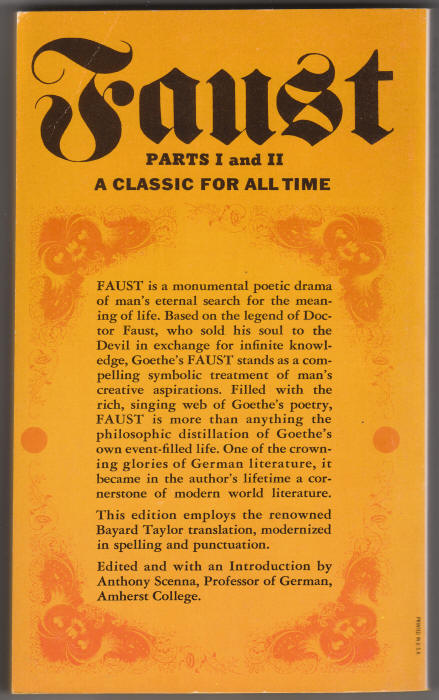 Faust
PARTS I and II
A CLASSIC FOR ALL TIME
FAUST is a monumental poetic drama
of man's eternal search for the mean-
ing of life. Based on the legend of Doc-
tor Faust, who sold his soul to the
Devil in exchange for infinite knowl-
edge, Goethe's FAUST stands as a com-
pelling symbolic treatment of man's
creative aspirations. Filled with the
rich, singing web of Goethe's poetry,
FAUST is more than anything the
philosophic distillation of Goethe's
own event-filled life. One of the crown-
ing glories of German literature, it
became in the author's lifetime a cor-
nerstone of modern world literature.
This edition employs the renowned
Bayard Taylor translation, modernized
in spelling and punctuation.
Edited and with an Introduction by
Anthony Scenna, Professor of German,
Amherst College.
PRINTED IN U.S.A.